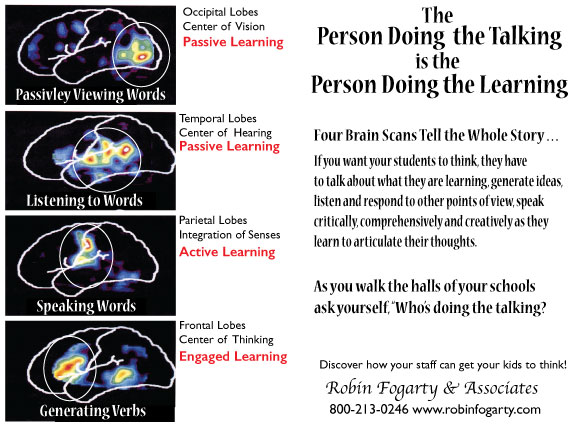 Occipital Lobes
Center of Vision
Passive Learning
Passivley Viewing Words
Temporal Lobes
Center of Hearing
Passive Learning
Listening to Words
Parietal Lobes
Integration of Senses
Active Learning
Speaking Words
Frontal Lobes
Center of Thinking
Engaged Learning
Generating Verbs
The
Person Doing the Talking
is the
Person Doing the Learning
Four Brain Scans Tell the Whole Story . . .
If you want your students to think, they have
to talk about what they are learning, generate ideas,
listen and respond to other points of view, speak
critically, comprehensively and creatively as they
learn to articulate their thoughts.
As you walk the halls of your schools
ask yourself, "Who's doing the talking?
Discover how your staff can get your kids to think!
Robin Fogarty & Associates
800-213-0246 www.robinfogarty.com